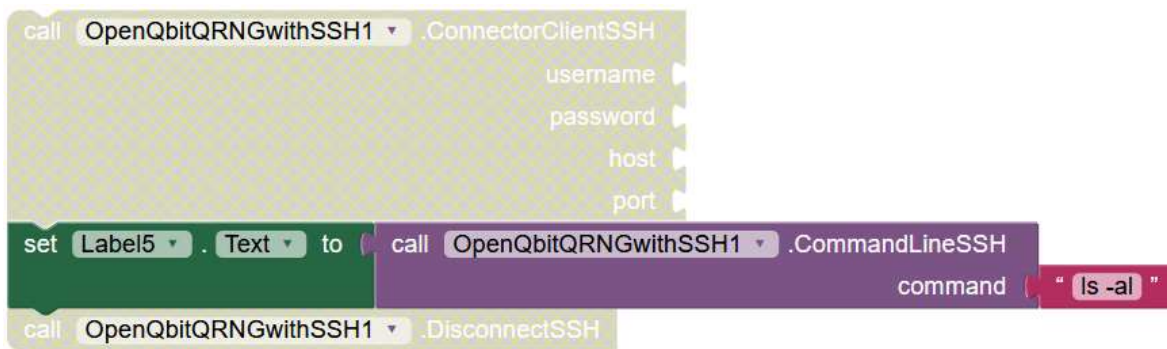 call OpenQbitQRNGwithSSH1 .ConnectorClientSSH
username
password
host
port
set Label5 . Text to call OpenQbitQRNGwithSSH1 .CommandLineSSH
command " ls -al "
call OpenQbitQRNGwithSSH1 .DisconnectSSH